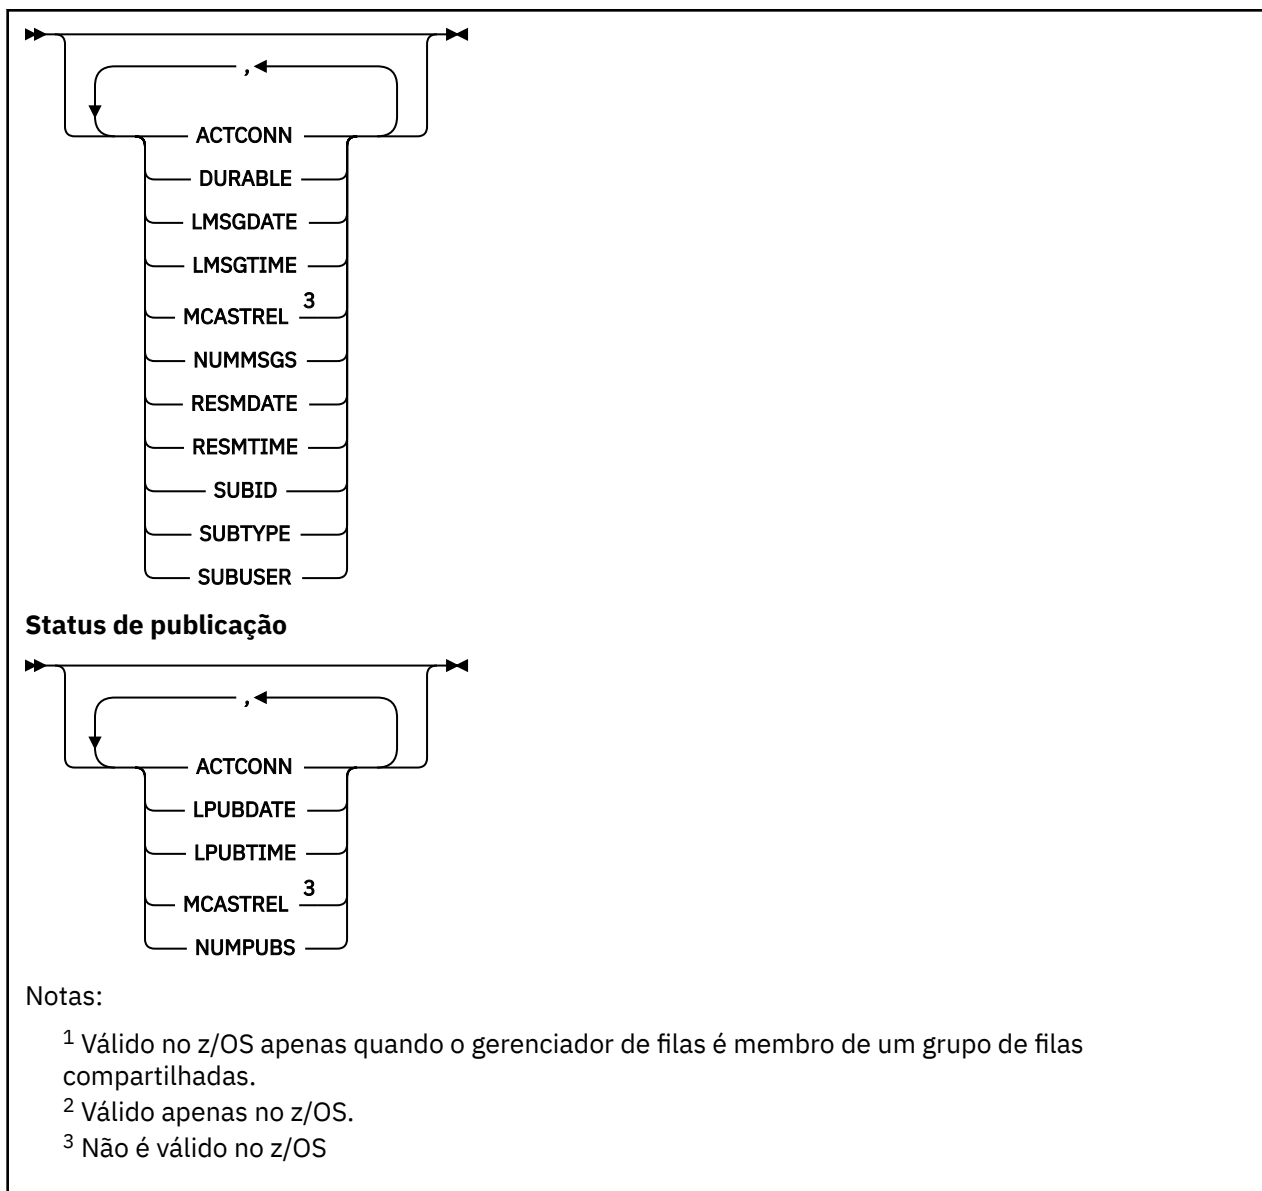 ,
ACTCONN
DURABLE
LMSGDATE
LMSGTIME
MCASTREL 3
NUMMSGS
RESMDATE
RESMTIME
SUBID
SUBTYPE
SUBUSER
Status de publicação
,
ACTCONN
LPUBDATE
LPUBTIME
MCASTREL 3
NUMPUBS
Notas:
1 Válido no z/OS apenas quando o gerenciador de filas é membro de um grupo de filas
compartilhadas.
2 Válido apenas no z/OS.
3 Não é válido no z/OS